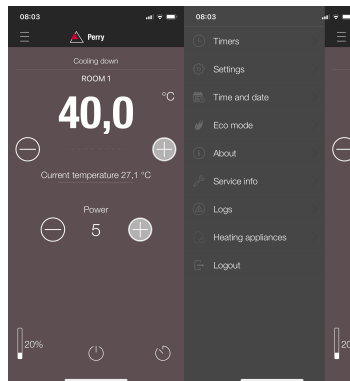 08:03
Perry
Cooling down
ROOM 1
40,0 °C
Current temperature 27,1 °C
Power
5
20%
08:03
Timers
Settings
Time and date
Eco mode
About
Service info
Logs
Heating appliances
Logout
20